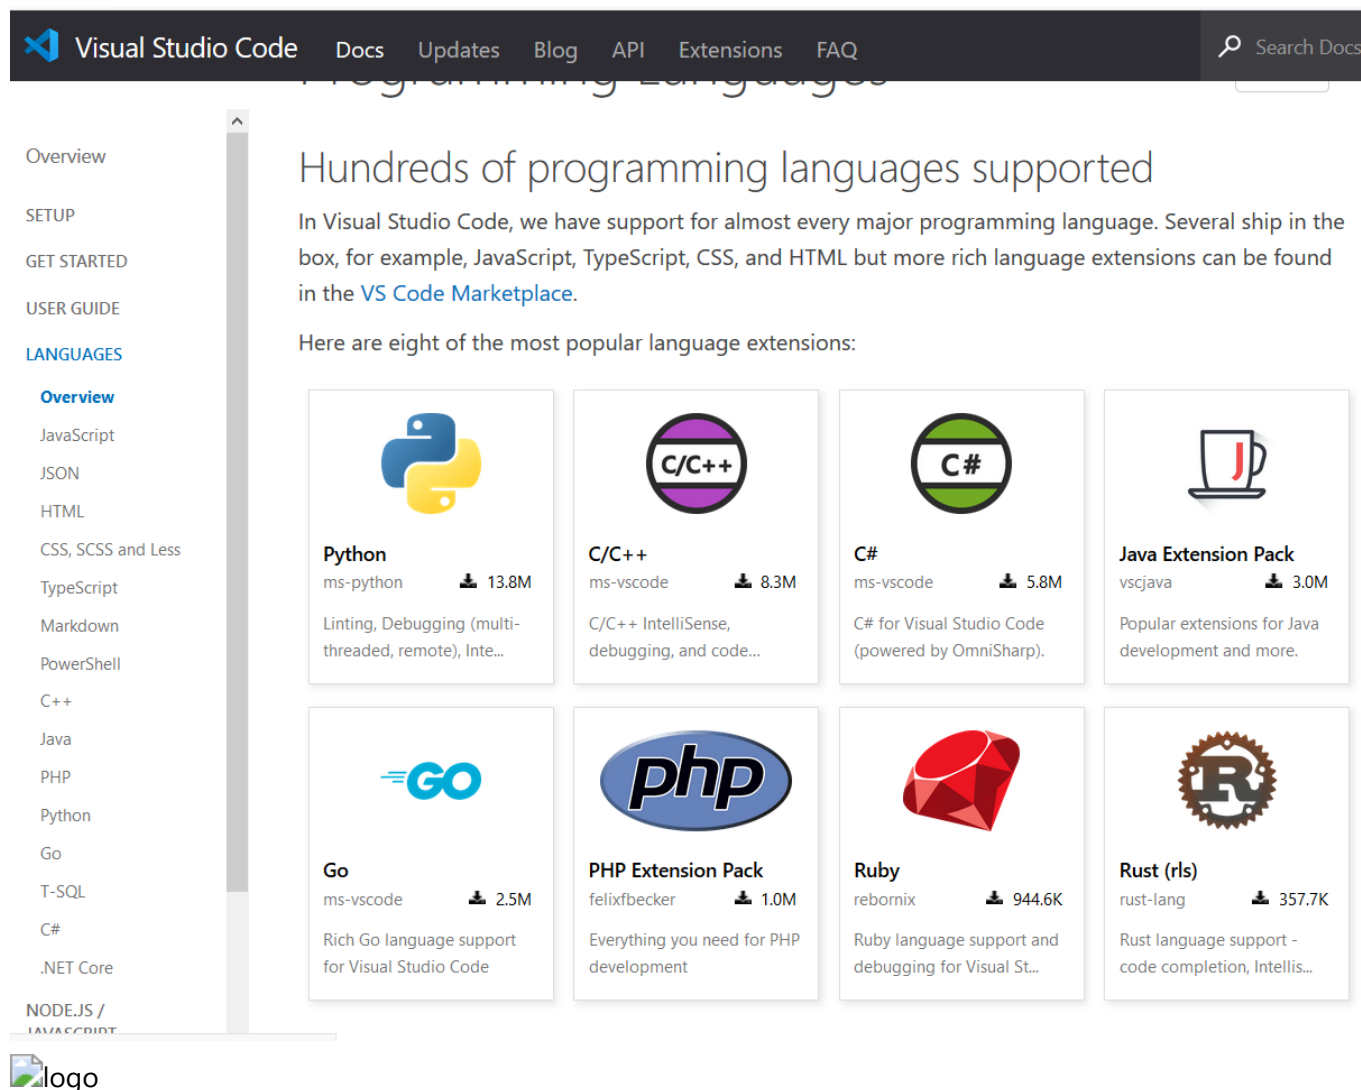 Visual Studio Code Docs Updates Blog API Extensions FAQ Search Docs
Programming Languages
Overview
SETUP
GET STARTED
USER GUIDE
LANGUAGES
Overview
JavaScript
JSON
HTML
CSS, SCSS and Less
TypeScript
Markdown
PowerShell
C++
Java
PHP
Python
Go
T-SQL
C#
.NET Core
NODE.JS /
JAVASCRIPT
Hundreds of programming languages supported
In Visual Studio Code, we have support for almost every major programming language. Several ship in the
box, for example, JavaScript, TypeScript, CSS, and HTML but more rich language extensions can be found
in the VS Code Marketplace.
Here are eight of the most popular language extensions:
Python
ms-python 13.8M
Linting, Debugging (multi-
threaded, remote), Inte...
C/C++
C/C++
ms-vscode 8.3M
C/C++ IntelliSense,
debugging, and code...
C#
C#
ms-vscode 5.8M
C# for Visual Studio Code
(powered by OmniSharp).
J
Java Extension Pack
vscjava 3.0M
Popular extensions for Java
development and more.
GO
Go
ms-vscode 2.5M
Rich Go language support
for Visual Studio Code
php
PHP Extension Pack
felixfbecker 1.0M
Everything you need for PHP
development
Ruby
rebornix 944.6K
Ruby language support and
debugging for Visual St...
R
Rust (rls)
rust-lang 357.7K
Rust language support -
code completion, Intellis...
logo